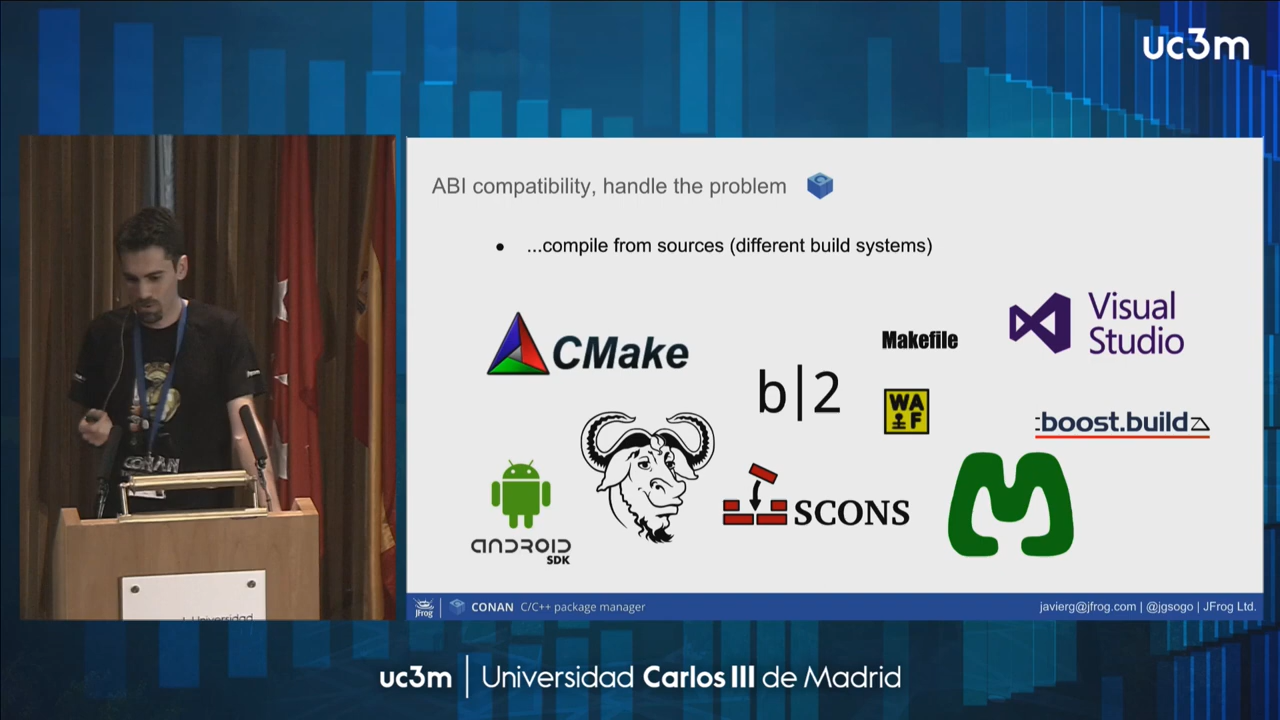 uc3m
ABI compatibility, handle the problem
• ...compile from sources (different build systems)
CMake
Makefile
Visual
Studio
b|2
WA
F
:boost.build
ANDROID
SDK
SCONS
CONAN
Universidad
JFrog
CONAN C/C++ package manager
javierg@jfrog.com | @jgsogo | JFrog Ltd.
uc3m | Universidad Carlos III de Madrid